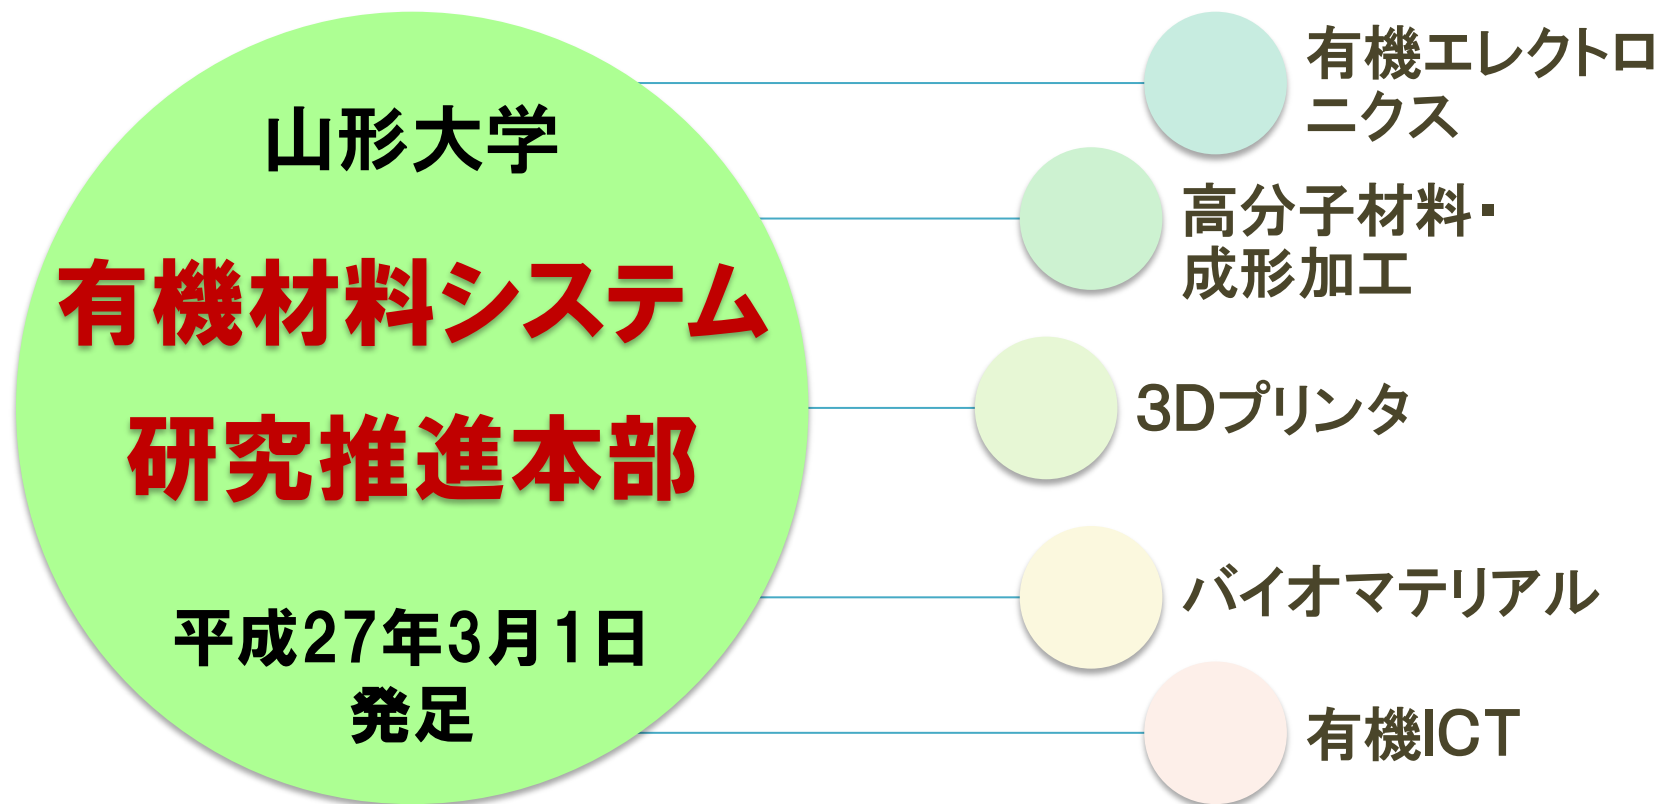 山形大学
有機材料システム
研究推進本部
平成27年3月1日
発足
有機エレクトロ
ニクス
高分子材料・
成形加工
3Dプリンタ
バイオマテリアル
有機ICT